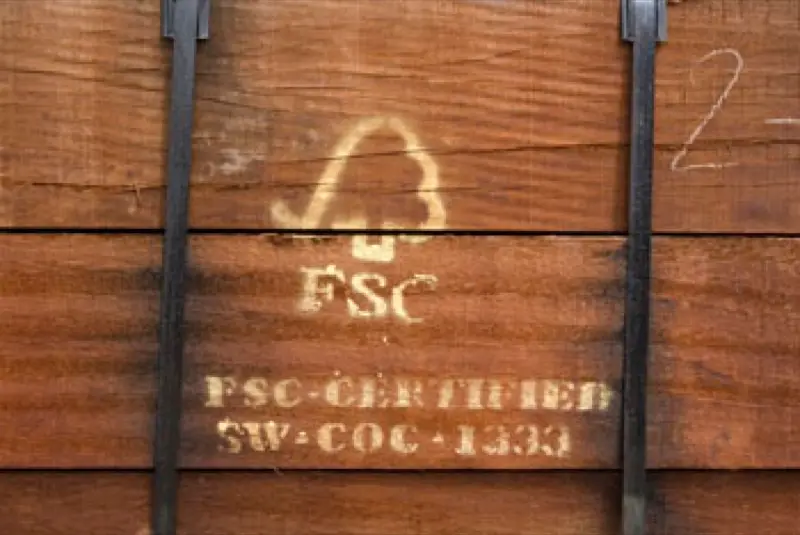 2
FSC
FSC-CERTIFIED
SW-COC-1333